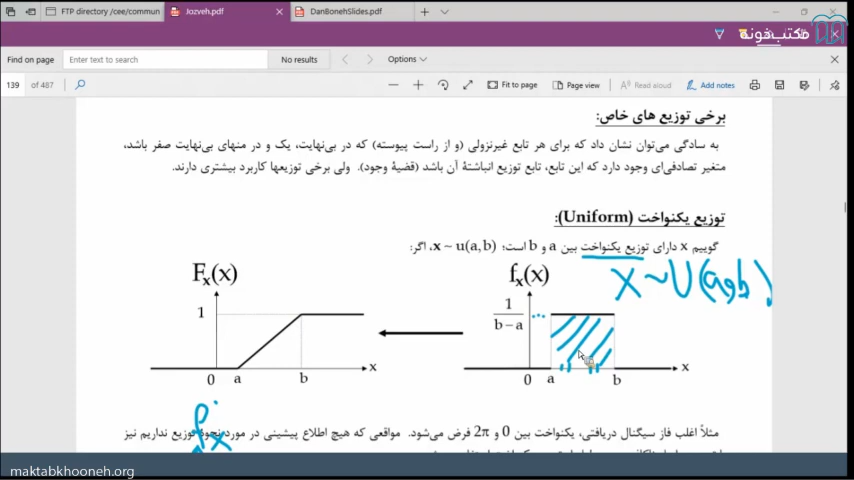 FTP directory /cee/commun
Jozveh.pdf
DanBonehSlides.pdf
مکتب‌خونه
Find on page
Enter text to search
No results
Options
139 of 487
Fit to page
Page view
Read aloud
Add notes
برخی توزیع های خاص:
به سادگی می‌توان نشان داد که برای هر تابع غیرنزولی (و از راست پیوسته) که در بی‌نهایت، یک و در منهای بی‌نهایت صفر باشد،
متغیر تصادفی‌ای وجود دارد که این تابع، تابع توزیع انباشتهٔ آن باشد (قضیهٔ وجود). ولی برخی توزیعها کاربرد بیشتری دارند.
توزیع یکنواخت (Uniform):
گوییم x دارای توزیع یکنواخت بین a و b است؛ x ~ u(a,b)، اگر:
X ~ U(a,b)
Fx(x)
1
0 a b x
fx(x)
1
b − a
0 a b x
مثلاً اغلب فاز سیگنال دریافتی، یکنواخت بین 0 و 2π فرض می‌شود. مواقعی که هیچ اطلاع پیشینی در مورد نحوهٔ توزیع نداریم نیز
maktabkhooneh.org